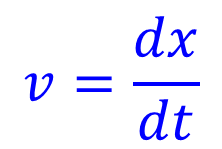 v = dx/dt